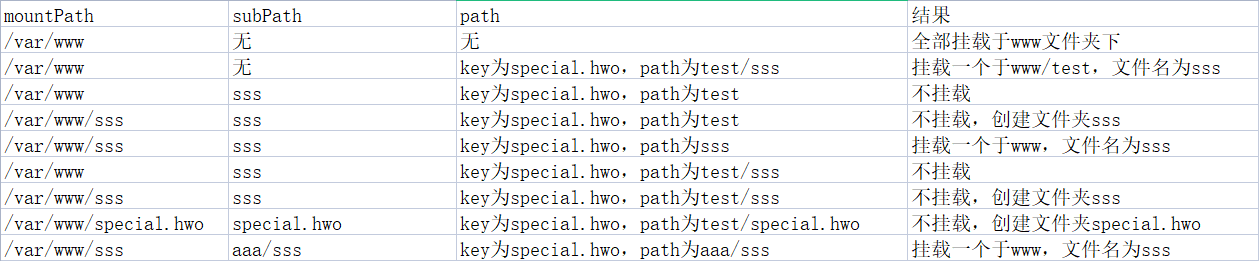 mountPath subPath path 结果
/var/www 无 无 全部挂载于www文件夹下
/var/www 无 key为special.hwo，path为test/sss 挂载一个于www/test，文件名为sss
/var/www sss key为special.hwo，path为test 不挂载
/var/www/sss sss key为special.hwo，path为test 不挂载，创建文件夹sss
/var/www/sss sss key为special.hwo，path为sss 挂载一个于www，文件名为sss
/var/www sss key为special.hwo，path为test/sss 不挂载
/var/www/sss sss key为special.hwo，path为test/sss 不挂载，创建文件夹sss
/var/www/special.hwo special.hwo key为special.hwo，path为test/special.hwo 不挂载，创建文件夹special.hwo
/var/www/sss aaa/sss key为special.hwo，path为aaa/sss 挂载一个于www，文件名为sss